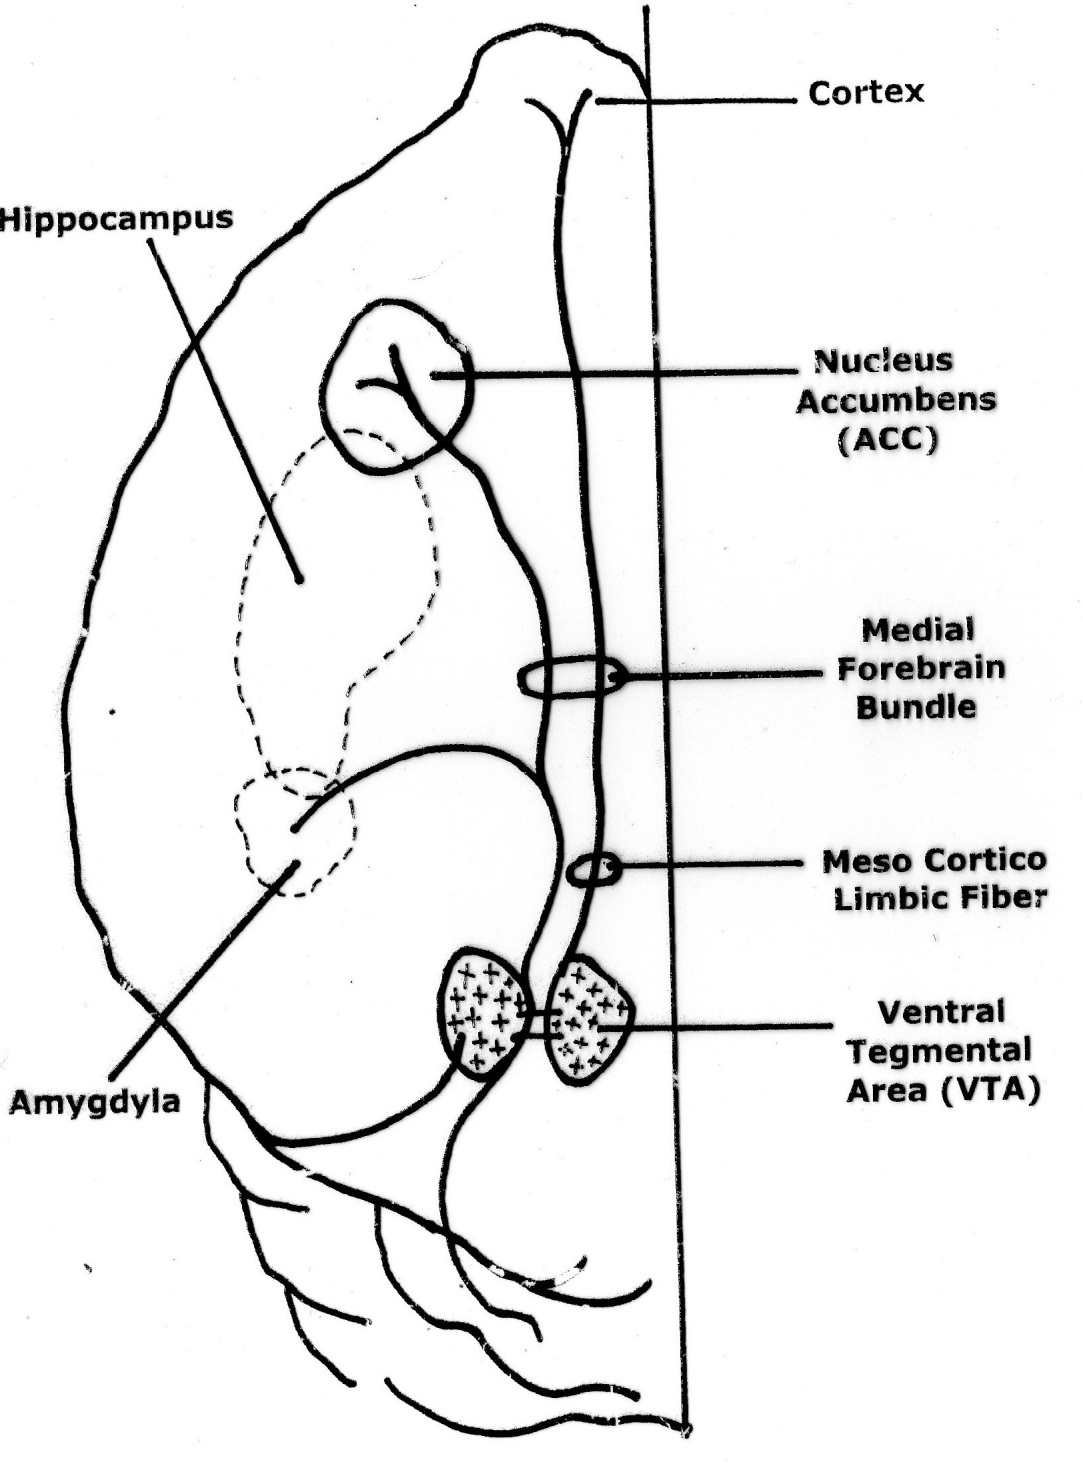 Cortex
Hippocampus
Nucleus
Accumbens
(ACC)
Medial
Forebrain
Bundle
Meso Cortico
Limbic Fiber
Ventral
Tegmental
Area (VTA)
Amygdyla